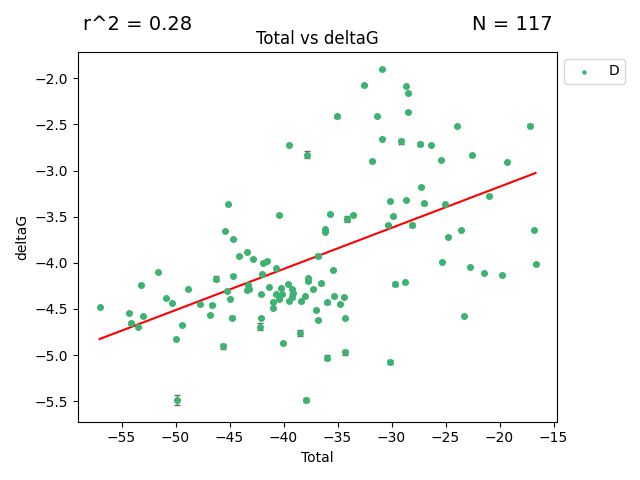 r^2 = 0.28
N = 117
Total vs deltaG
D
deltaG
−2.0
−2.5
−3.0
−3.5
−4.0
−4.5
−5.0
−5.5
−55 −50 −45 −40 −35 −30 −25 −20 −15
Total